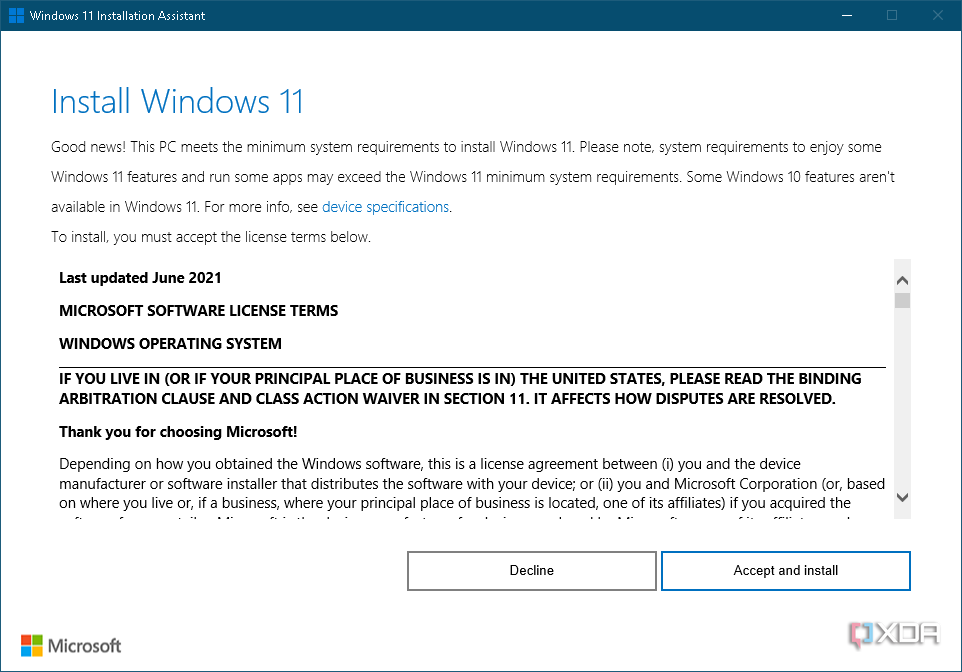 Windows 11 Installation Assistant
Install Windows 11
Good news! This PC meets the minimum system requirements to install Windows 11. Please note, system requirements to enjoy some
Windows 11 features and run some apps may exceed the Windows 11 minimum system requirements. Some Windows 10 features aren't
available in Windows 11. For more info, see device specifications.
To install, you must accept the license terms below.
Last updated June 2021
MICROSOFT SOFTWARE LICENSE TERMS
WINDOWS OPERATING SYSTEM
IF YOU LIVE IN (OR IF YOUR PRINCIPAL PLACE OF BUSINESS IS IN) THE UNITED STATES, PLEASE READ THE BINDING
ARBITRATION CLAUSE AND CLASS ACTION WAIVER IN SECTION 11. IT AFFECTS HOW DISPUTES ARE RESOLVED.
Thank you for choosing Microsoft!
Depending on how you obtained the Windows software, this is a license agreement between (i) you and the device
manufacturer or software installer that distributes the software with your device; or (ii) you and Microsoft Corporation (or, based
on where you live or, if a business, where your principal place of business is located, one of its affiliates) if you acquired the
Decline
Accept and install
Microsoft
XDA